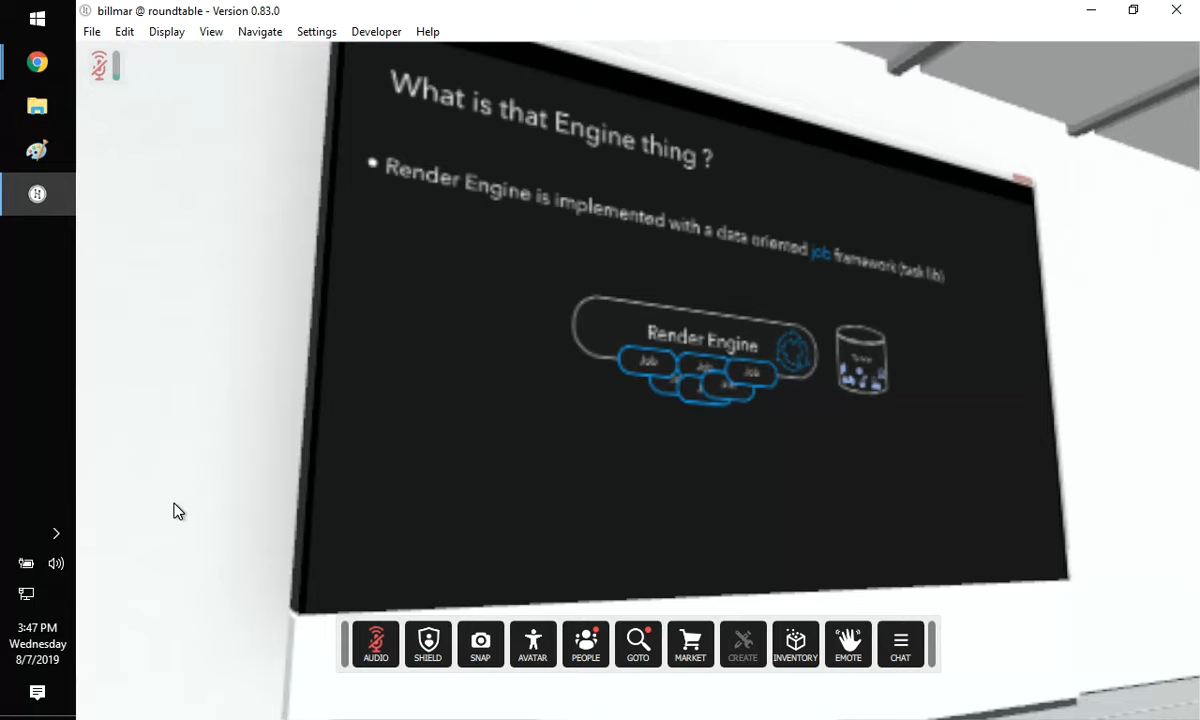 billmar @ roundtable - Version 0.83.0
File Edit Display View Navigate Settings Developer Help
What is that Engine thing ?
• Render Engine is implemented with a data oriented job framework (task lib)
Render Engine
Job Job Job
AUDIO SHIELD SNAP AVATAR PEOPLE GOTO MARKET CREATE INVENTORY EMOTE CHAT
3:47 PM
Wednesday
8/7/2019